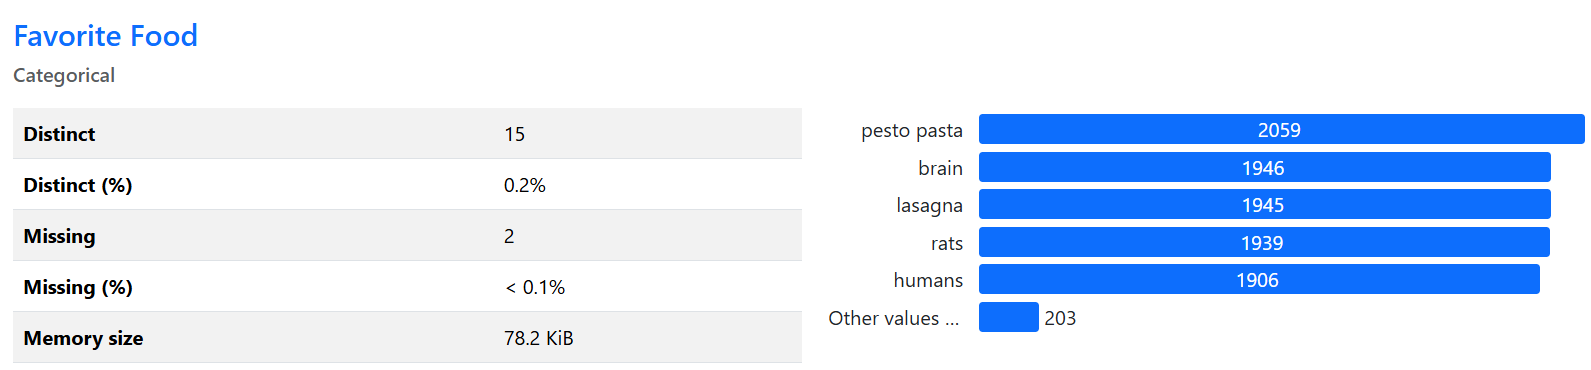 Favorite Food
Categorical
Distinct 15
Distinct (%) 0.2%
Missing 2
Missing (%) < 0.1%
Memory size 78.2 KiB
pesto pasta 2059
brain 1946
lasagna 1945
rats 1939
humans 1906
Other values ... 203